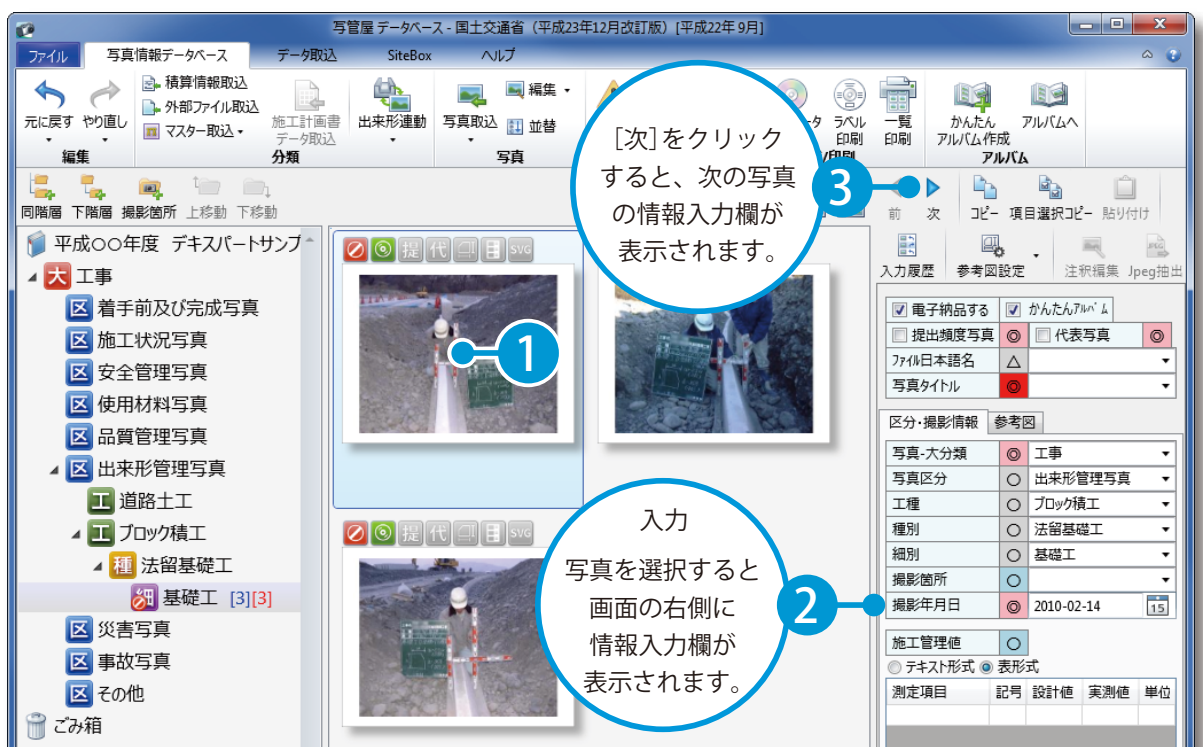 写管屋 データベース - 国土交通省（平成23年12月改訂版）[平成22年 9月]
ファイル 写真情報データベース データ取込 SiteBox ヘルプ
元に戻す やり直し
積算情報取込
外部ファイル取込
マスター取込
編集
施工計画書
データ取込
分類
出来形連動
写真取込
編集
並替
写真
ラベル
印刷
一覧
印刷
かんたん
アルバム作成
アルバムへ
アルバム
[次]をクリック
すると、次の写真
の情報入力欄が
表示されます。
3
同階層 下階層 撮影箇所 上移動 下移動
前 次 コピー 項目選択コピー 貼り付け
入力履歴 参考図設定 注釈編集 Jpeg抽出
平成〇〇年度 デキスパートサンプ
大 工事
区 着手前及び完成写真
区 施工状況写真
区 安全管理写真
区 使用材料写真
区 品質管理写真
区 出来形管理写真
工 道路土工
工 ブロック積工
種 法留基礎工
細 基礎工 [3][3]
区 災害写真
区 事故写真
区 その他
ごみ箱
提 代 SVG
1
提 代 SVG
入力
写真を選択すると
画面の右側に
情報入力欄が
表示されます。
2
電子納品する かんたんアルバム
提出頻度写真 ◎ 代表写真 ◎
ファイル日本語名 △
写真タイトル ◎
区分・撮影情報 参考図
写真-大分類 ◎ 工事
写真区分 ○ 出来形管理写真
工種 ○ ブロック積工
種別 ○ 法留基礎工
細別 ○ 基礎工
撮影箇所 ○
撮影年月日 ◎ 2010-02-14 15
施工管理値 ○
テキスト形式 表形式
測定項目 記号 設計値 実測値 単位